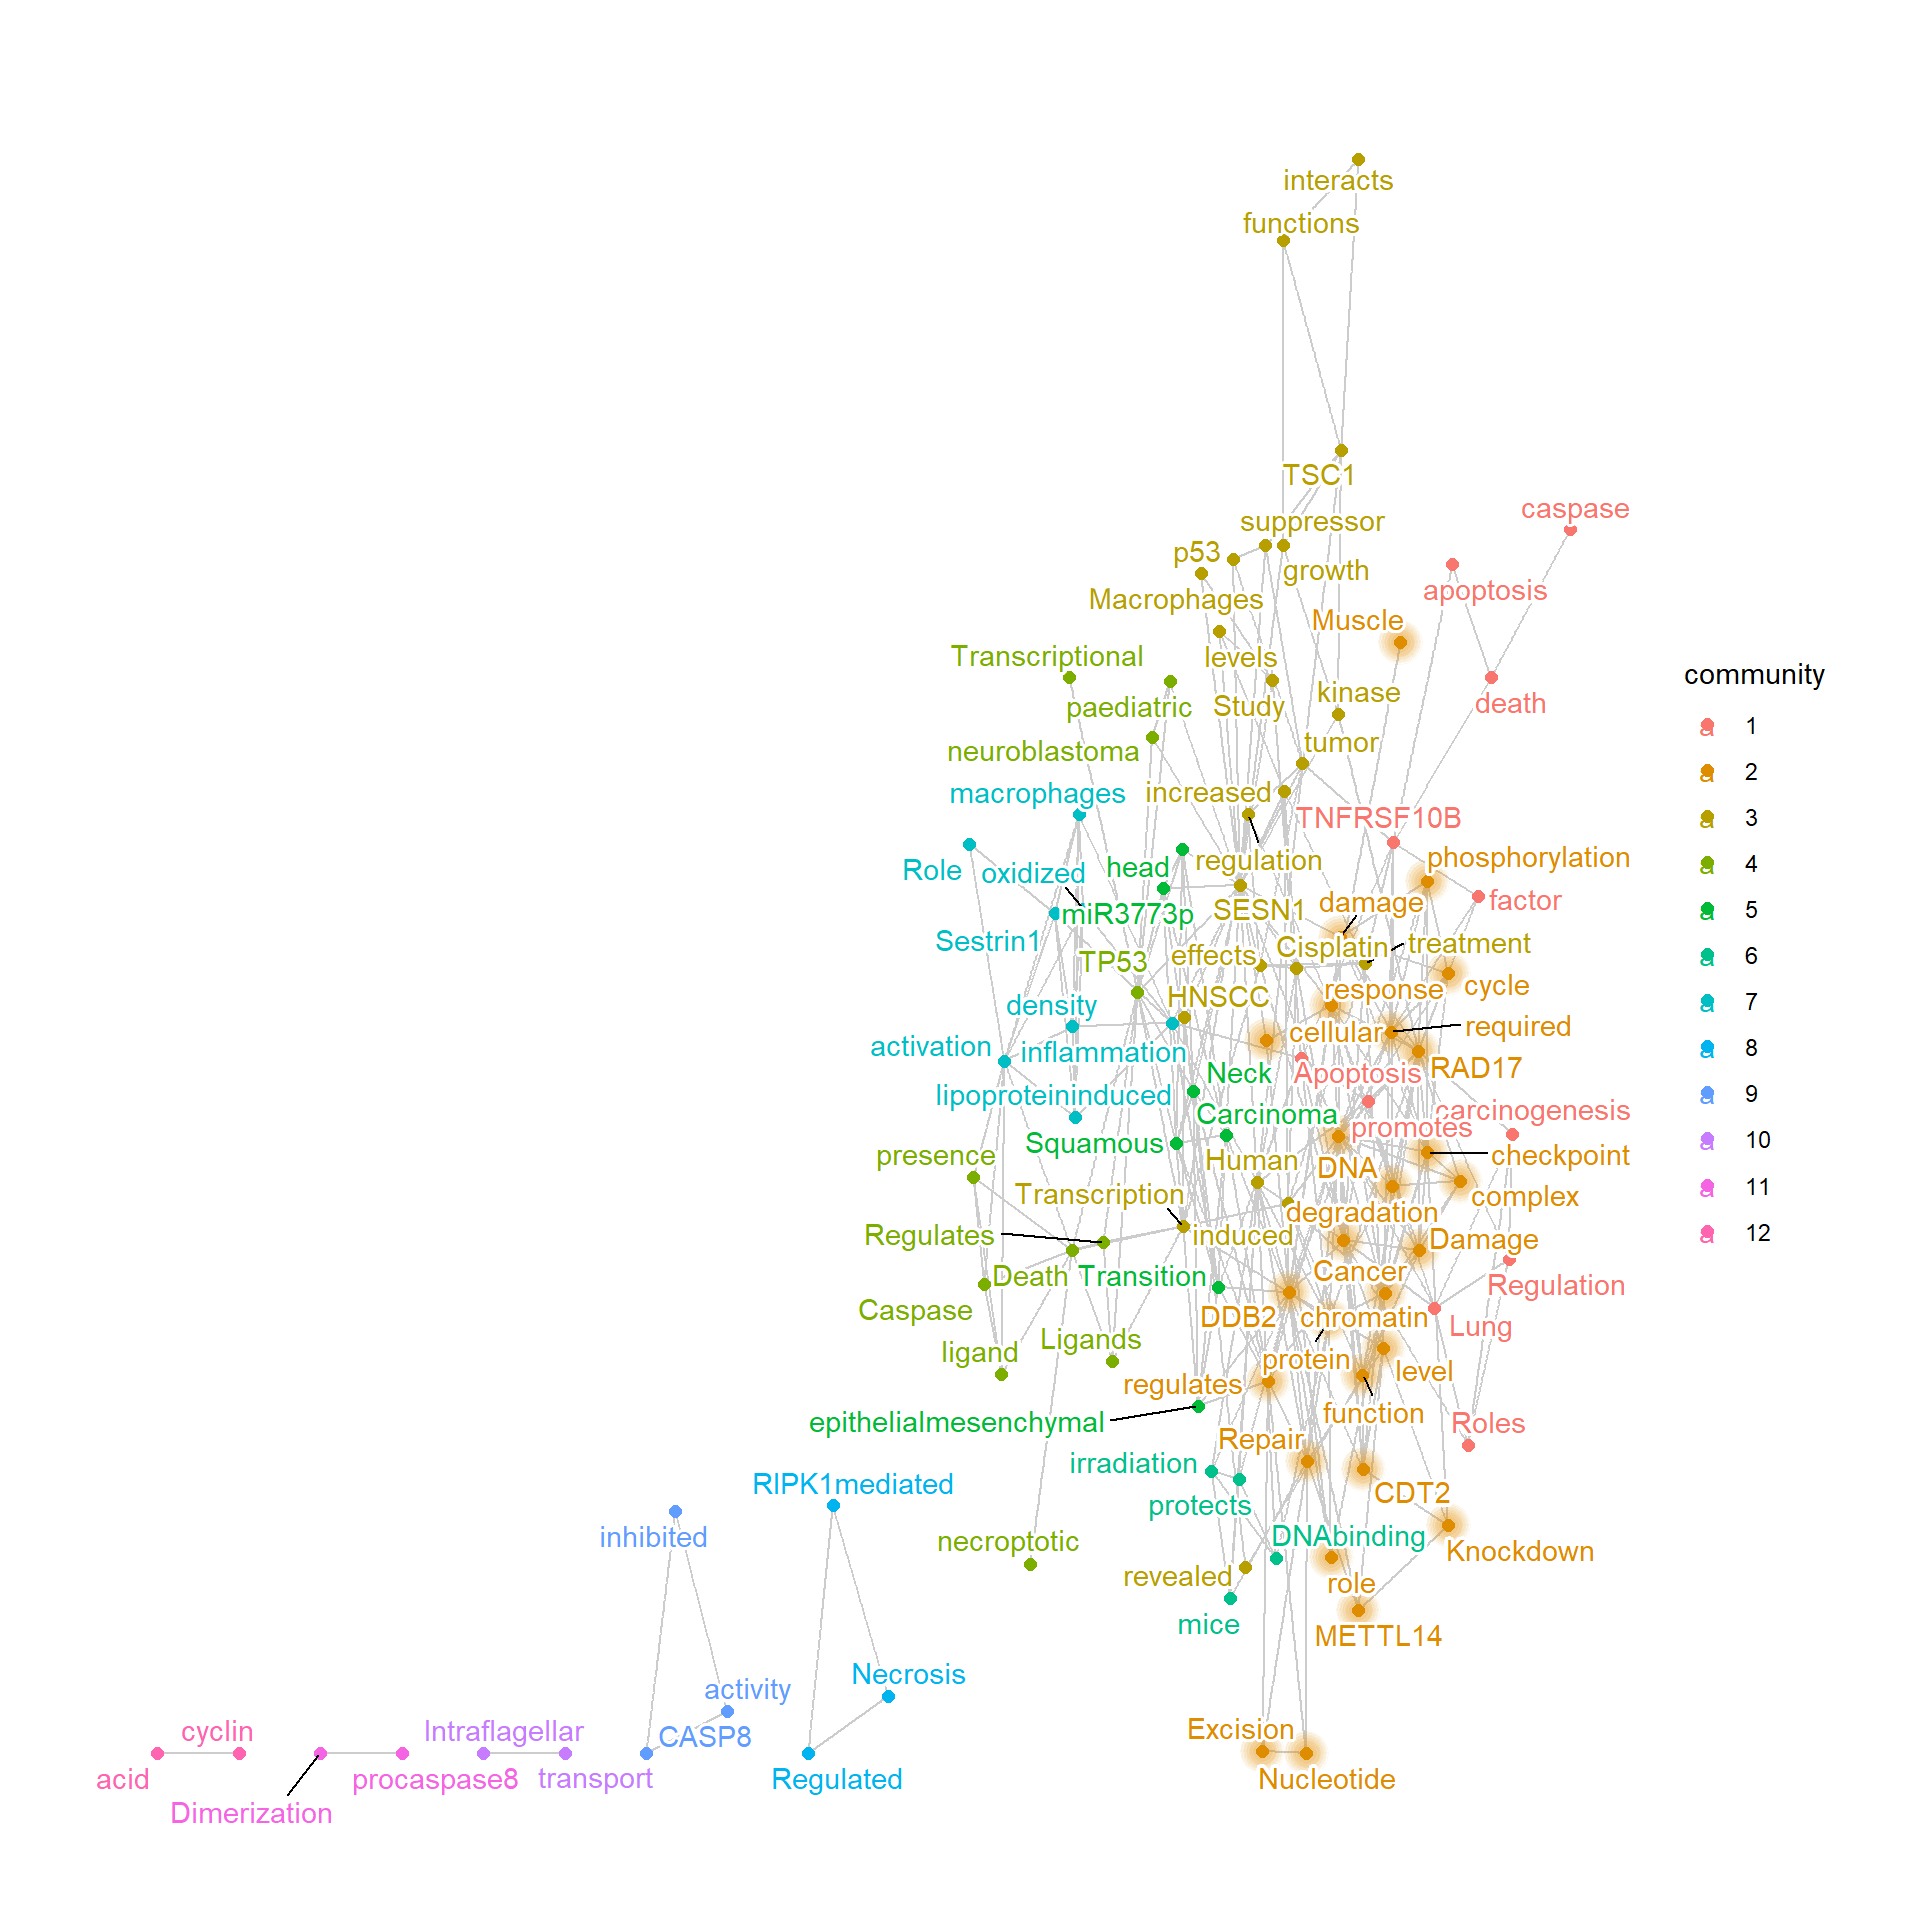 interacts
functions
TSC1
caspase
suppressor
p53
growth
apoptosis
Macrophages
Muscle
Transcriptional
levels
community
kinase
death
paediatric
Study
1
neuroblastoma
tumor
2
macrophages
increased
TNFRSF10B
3
phosphorylation
regulation
4
Role
oxidized
head
damage
factor
miR3773p
SESN1
5
Sestrin1
Cisplatin
treatment
TP53
effects
6
response
cycle
density
HNSCC
7
cellular
required
activation
inflammation
8
RAD17
Neck
Apoptosis
lipoproteininduced
9
Carcinoma
carcinogenesis
promotes
Squamous
10
presence
Human
DNA
checkpoint
11
Transcription
complex
degradation
Regulates
induced
12
Damage
Death
Transition
Cancer
Regulation
Caspase
DDB2
chromatin
Lung
Ligands
ligand
protein
regulates
level
epithelialmesenchymal
function
Roles
Repair
irradiation
RIPK1mediated
CDT2
protects
inhibited
DNAbinding
necroptotic
Knockdown
revealed
role
mice
METTL14
Necrosis
activity
cyclin
Intraflagellar
CASP8
Excision
acid
procaspase8
transport
Regulated
Nucleotide
Dimerization
a
a
a
a
a
a
a
a
a
a
a
a